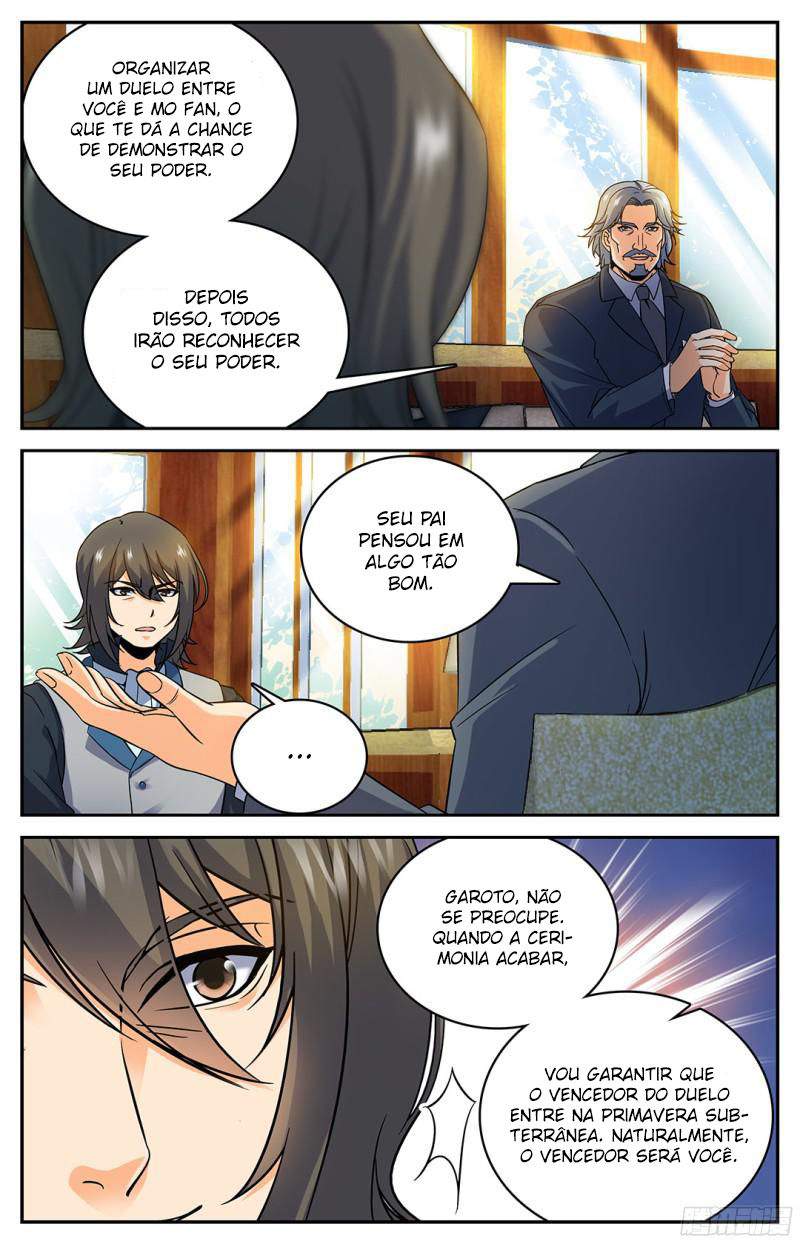 ORGANIZAR
UM DUELO ENTRE
VOCÊ E MO FAN, O
QUE TE DÁ A CHANCE
DE DEMONSTRAR O
SEU PODER.
DEPOIS
DISSO, TODOS
IRÃO RECONHECER
O SEU PODER.
SEU PAI
PENSOU EM
ALGO TÃO
BOM.
...
GAROTO, NÃO
SE PREOCUPE.
QUANDO A CERI-
MONIA ACABAR,
VOU GARANTIR QUE
O VENCEDOR DO DUELO
ENTRE NA PRIMAVERA SUB-
TERRÂNEA. NATURALMENTE,
O VENCEDOR SERÁ VOCÊ.